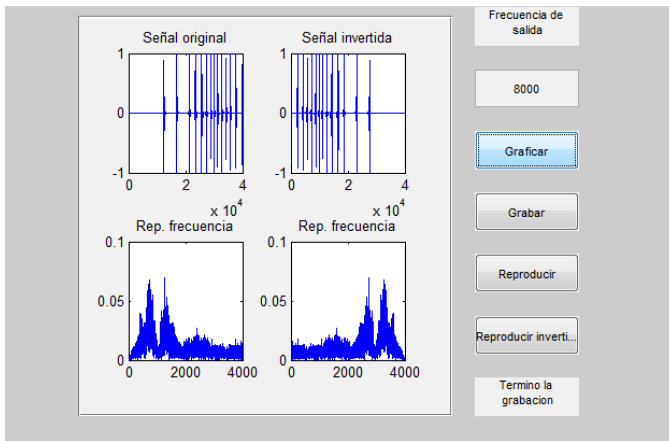 Señal original
Señal invertida
1
0
-1
0
2
4
x 10^4
1
0
-1
0
2
4
x 10^4
Rep. frecuencia
Rep. frecuencia
0.1
0.05
0
0
2000
4000
0.1
0.05
0
0
2000
4000
Frecuencia de
salida
8000
Graficar
Grabar
Reproducir
Reproducir inverti...
Termino la
grabacion